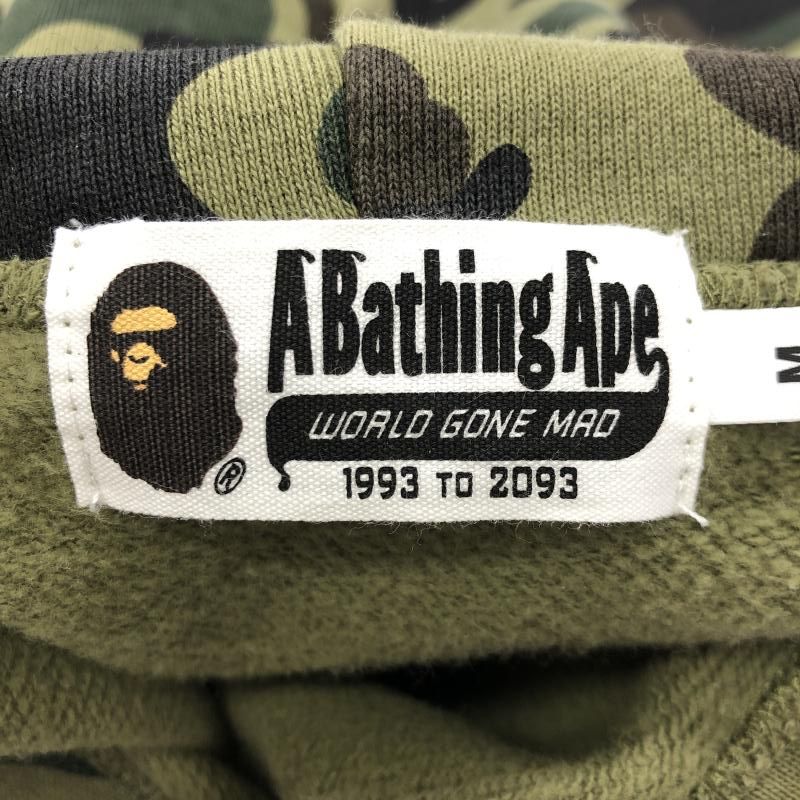 A Bathing Ape
WORLD GONE MAD
1993 TO 2093
®
M